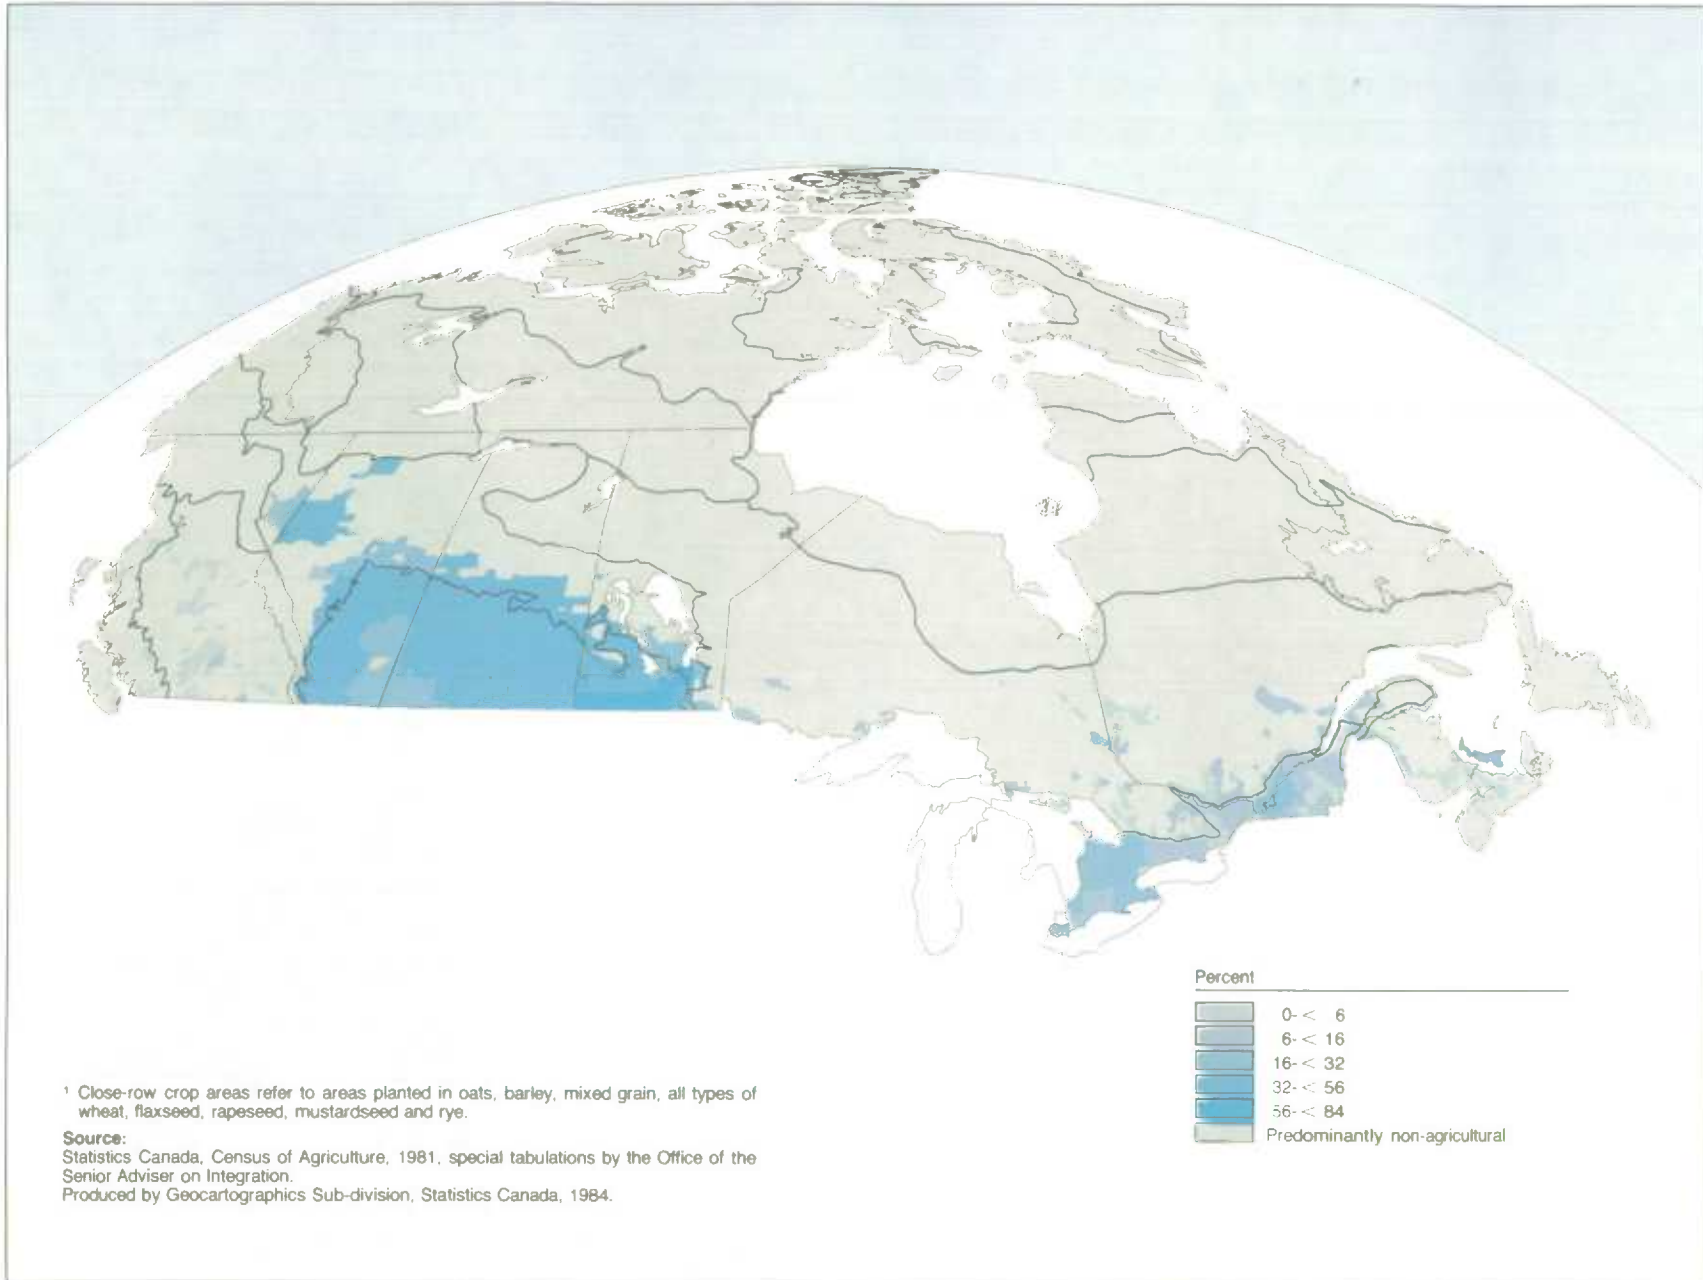 Percent
0- < 6
6- < 16
16- < 32
32- < 56
56- < 84
Predominantly non-agricultural
¹ Close-row crop areas refer to areas planted in oats, barley, mixed grain, all types of
wheat, flaxseed, rapeseed, mustardseed and rye.
Source:
Statistics Canada, Census of Agriculture, 1981, special tabulations by the Office of the
Senior Adviser on Integration.
Produced by Geocartographics Sub-division, Statistics Canada, 1984.